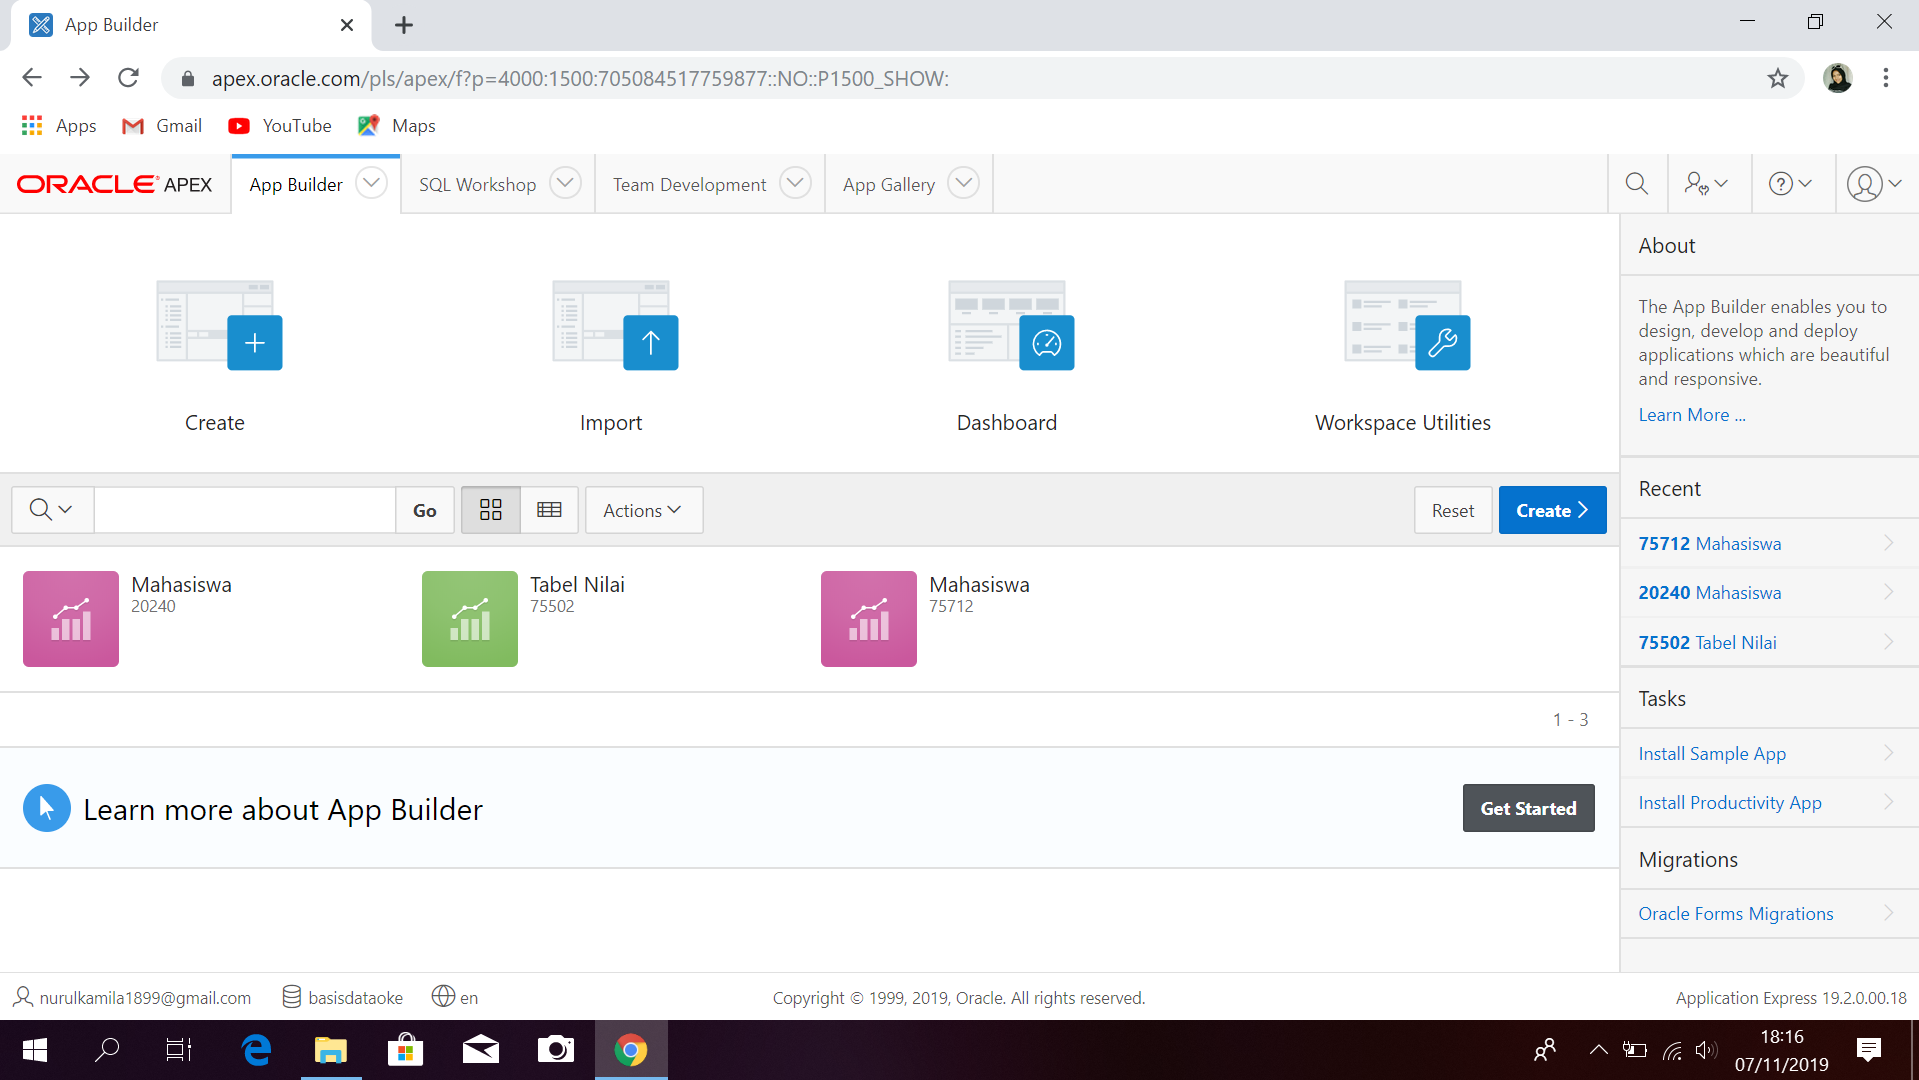 App Builder
apex.oracle.com/pls/apex/f?p=4000:1500:705084517759877::NO::P1500_SHOW:
Apps Gmail YouTube Maps
ORACLE APEX App Builder SQL Workshop Team Development App Gallery
Create Import Dashboard Workspace Utilities
Go Actions Reset Create
Mahasiswa
20240
Tabel Nilai
75502
Mahasiswa
75712
1 - 3
Learn more about App Builder Get Started
About
The App Builder enables you to
design, develop and deploy
applications which are beautiful
and responsive.
Learn More ...
Recent
75712 Mahasiswa
20240 Mahasiswa
75502 Tabel Nilai
Tasks
Install Sample App
Install Productivity App
Migrations
Oracle Forms Migrations
nurulkamila1899@gmail.com basisdataoke en Copyright © 1999, 2019, Oracle. All rights reserved. Application Express 19.2.0.00.18
18:16
07/11/2019